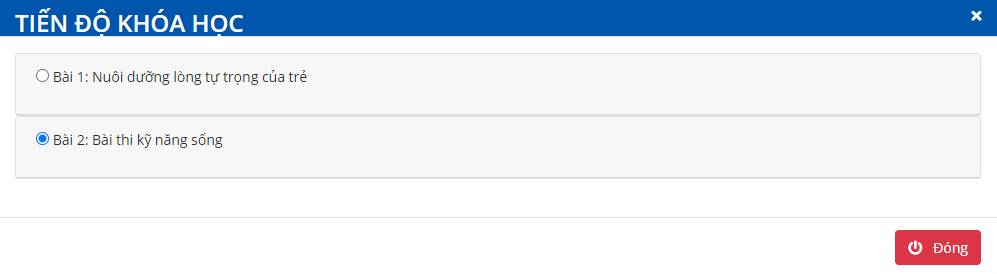 TIẾN ĐỘ KHÓA HỌC
Bài 1: Nuôi dưỡng lòng tự trọng của trẻ
Bài 2: Bài thi kỹ năng sống
Đóng